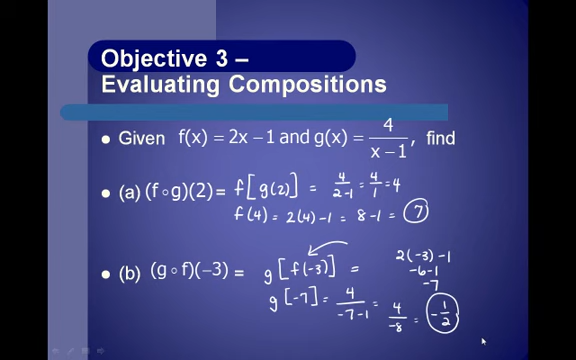 Objective 3 –
Evaluating Compositions
• Given f(x) = 2x − 1 and g(x) = 4/(x − 1), find
• (a) (f ∘ g)(2) = f[g(2)] = 4/(2-1) = 4/1 = 4
f(4) = 2(4) -1 = 8 -1 = 7
• (b) (g ∘ f)(−3) = g[f(-3)] = 2(-3) -1
-6 -1
-7
g[-7] = 4/(-7-1) = 4/-8 = -1/2